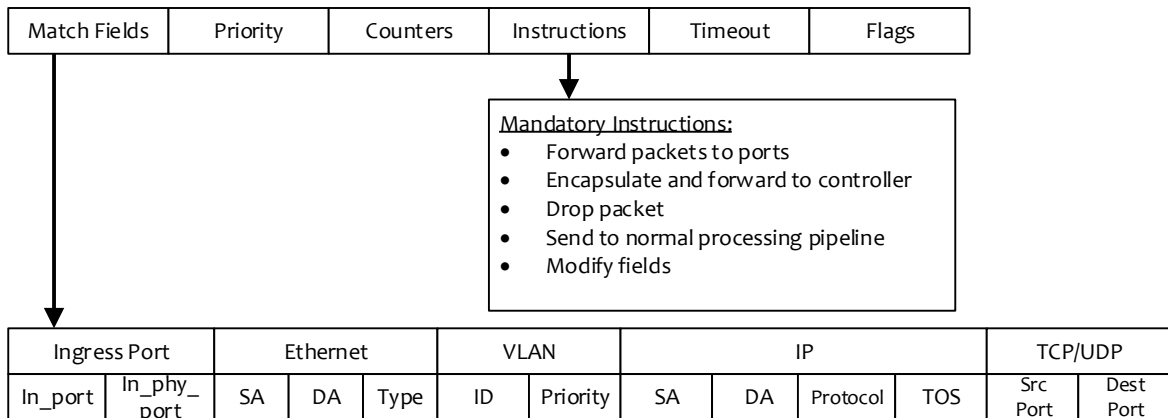 Match Fields Priority Counters Instructions Timeout Flags
Mandatory Instructions:
• Forward packets to ports
• Encapsulate and forward to controller
• Drop packet
• Send to normal processing pipeline
• Modify fields
Ingress Port Ethernet VLAN IP TCP/UDP
In_port In_phy_port SA DA Type ID Priority SA DA Protocol TOS Src Port Dest Port